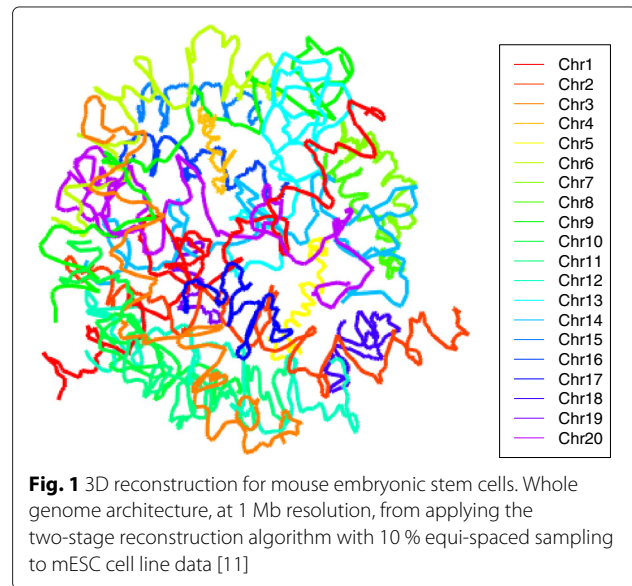 Chr1
Chr2
Chr3
Chr4
Chr5
Chr6
Chr7
Chr8
Chr9
Chr10
Chr11
Chr12
Chr13
Chr14
Chr15
Chr16
Chr17
Chr18
Chr19
Chr20
Fig. 1 3D reconstruction for mouse embryonic stem cells. Whole
genome architecture, at 1 Mb resolution, from applying the
two-stage reconstruction algorithm with 10 % equi-spaced sampling
to mESC cell line data [11]